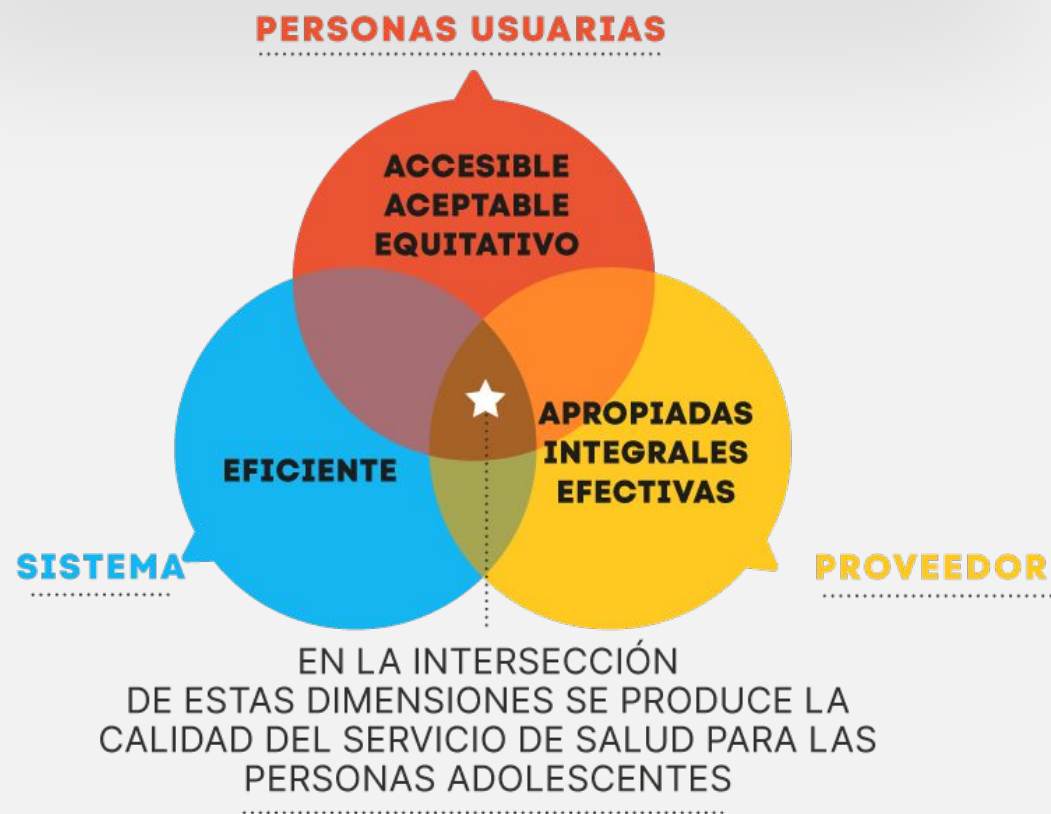 PERSONAS USUARIAS
ACCESIBLE
ACEPTABLE
EQUITATIVO
EFICIENTE
APROPIADAS
INTEGRALES
EFECTIVAS
SISTEMA
PROVEEDOR
EN LA INTERSECCIÓN
DE ESTAS DIMENSIONES SE PRODUCE LA
CALIDAD DEL SERVICIO DE SALUD PARA LAS
PERSONAS ADOLESCENTES